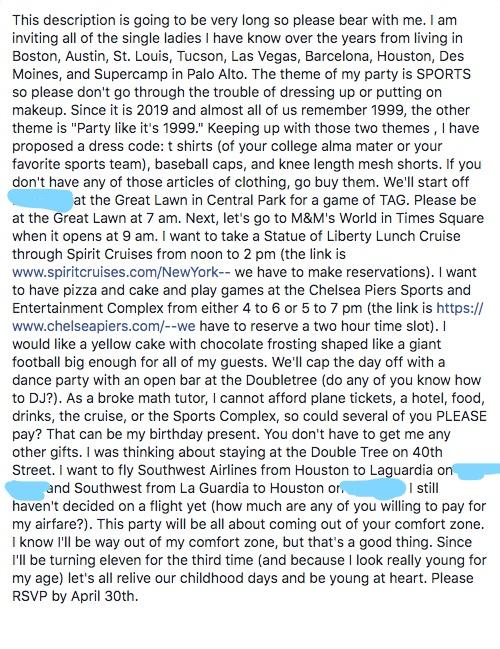 This description is going to be very long so please bear with me. I am
inviting all of the single ladies I have know over the years from living in
Boston, Austin, St. Louis, Tucson, Las Vegas, Barcelona, Houston, Des
Moines, and Supercamp in Palo Alto. The theme of my party is SPORTS
so please don't go through the trouble of dressing up or putting on
makeup. Since it is 2019 and almost all of us remember 1999, the other
theme is "Party like it's 1999." Keeping up with those two themes , I have
proposed a dress code: t shirts (of your college alma mater or your
favorite sports team), baseball caps, and knee length mesh shorts. If you
don't have any of those articles of clothing, go buy them. We'll start off
at the Great Lawn in Central Park for a game of TAG. Please be
at the Great Lawn at 7 am. Next, let's go to M&M's World in Times Square
when it opens at 9 am. I want to take a Statue of Liberty Lunch Cruise
through Spirit Cruises from noon to 2 pm (the link is
www.spiritcruises.com/NewYork-- we have to make reservations). I want
to have pizza and cake and play games at the Chelsea Piers Sports and
Entertainment Complex from either 4 to 6 or 5 to 7 pm (the link is https://
www.chelseapiers.com/--we have to reserve a two hour time slot). I
would like a yellow cake with chocolate frosting shaped like a giant
football big enough for all of my guests. We'll cap the day off with a
dance party with an open bar at the Doubletree (do any of you know how
to DJ?). As a broke math tutor, I cannot afford plane tickets, a hotel, food,
drinks, the cruise, or the Sports Complex, so could several of you PLEASE
pay? That can be my birthday present. You don't have to get me any
other gifts. I was thinking about staying at the Double Tree on 40th
Street. I want to fly Southwest Airlines from Houston to Laguardia on
and Southwest from La Guardia to Houston on I still
haven't decided on a flight yet (how much are any of you willing to pay for
my airfare?). This party will be all about coming out of your comfort zone.
I know I'll be way out of my comfort zone, but that's a good thing. Since
I'll be turning eleven for the third time (and because I look really young for
my age) let's all relive our childhood days and be young at heart. Please
RSVP by April 30th.